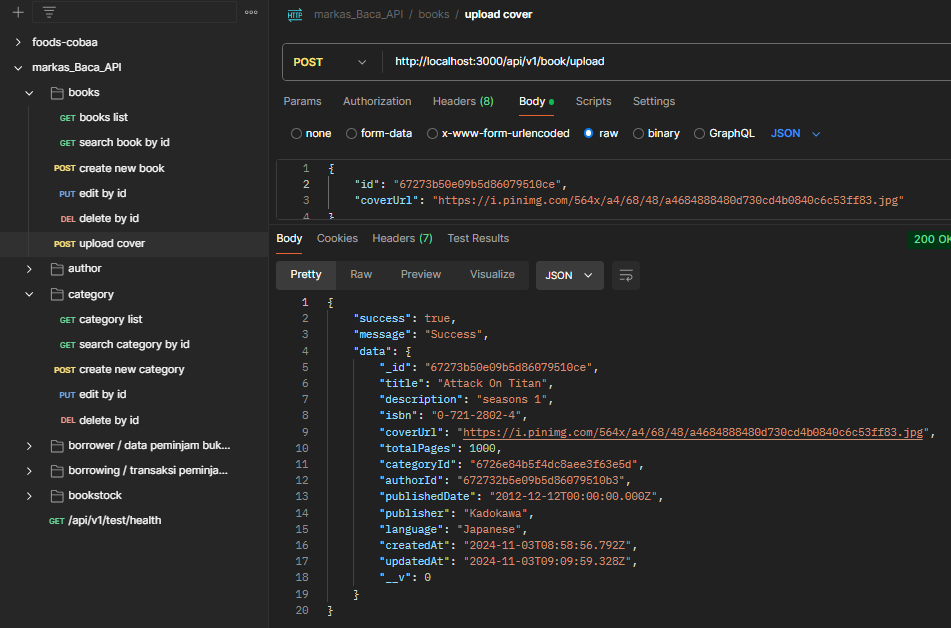 foods-cobaa
markas_Baca_API
books
GET books list
GET search book by id
POST create new book
PUT edit by id
DEL delete by id
POST upload cover
author
category
GET category list
GET search category by id
POST create new category
PUT edit by id
DEL delete by id
borrower / data peminjam buk...
borrowing / transaksi peminja...
bookstock
GET /api/v1/test/health
HTTP markas_Baca_API / books / upload cover
POST http://localhost:3000/api/v1/book/upload
Params Authorization Headers (8) Body Scripts Settings
none form-data x-www-form-urlencoded raw binary GraphQL JSON
1 {
2 "id": "67273b50e09b5d86079510ce",
3 "coverUrl": "https://i.pinimg.com/564x/a4/68/48/a4684888480d730cd4b0840c6c53ff83.jpg"
4 }
Body Cookies Headers (7) Test Results 200 OK
Pretty Raw Preview Visualize JSON
1 {
2 "success": true,
3 "message": "Success",
4 "data": {
5 "_id": "67273b50e09b5d86079510ce",
6 "title": "Attack On Titan",
7 "description": "seasons 1",
8 "isbn": "0-721-2802-4",
9 "coverUrl": "https://i.pinimg.com/564x/a4/68/48/a4684888480d730cd4b0840c6c53ff83.jpg",
10 "totalPages": 1000,
11 "categoryId": "6726e84b5f4dc8aee3f63e5d",
12 "authorId": "672732b5e09b5d86079510b3",
13 "publishedDate": "2012-12-12T00:00:00.000Z",
14 "publisher": "Kadokawa",
15 "language": "Japanese",
16 "createdAt": "2024-11-03T08:58:56.792Z",
17 "updatedAt": "2024-11-03T09:09:59.328Z",
18 "__v": 0
19 }
20 }